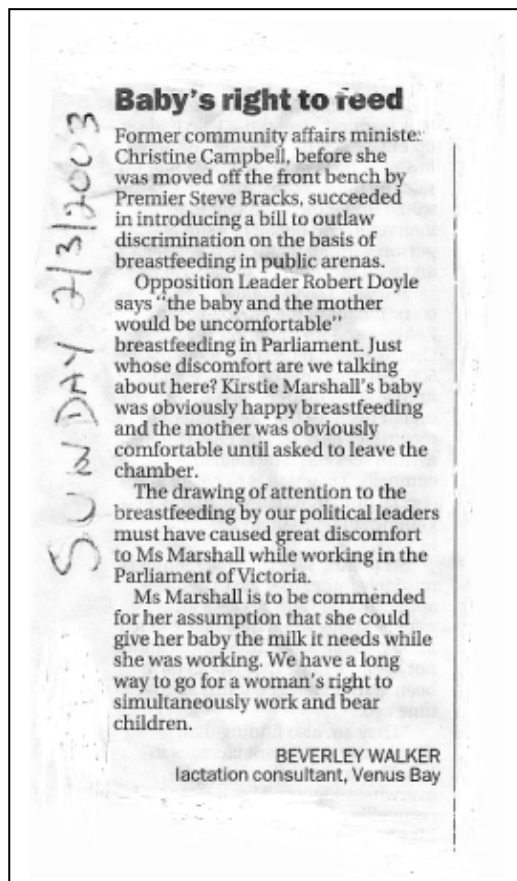 Baby's right to feed
Former community affairs minister
Christine Campbell, before she
was moved off the front bench by
Premier Steve Bracks, succeeded
in introducing a bill to outlaw
discrimination on the basis of
breastfeeding in public arenas.
Opposition Leader Robert Doyle
says "the baby and the mother
would be uncomfortable"
breastfeeding in Parliament. Just
whose discomfort are we talking
about here? Kirstie Marshall's baby
was obviously happy breastfeeding
and the mother was obviously
comfortable until asked to leave the
chamber.
The drawing of attention to the
breastfeeding by our political leaders
must have caused great discomfort
to Ms Marshall while working in the
Parliament of Victoria.
Ms Marshall is to be commended
for her assumption that she could
give her baby the milk it needs while
she was working. We have a long
way to go for a woman's right to
simultaneously work and bear
children.
BEVERLEY WALKER
lactation consultant, Venus Bay
SUNDAY 2/3/2003